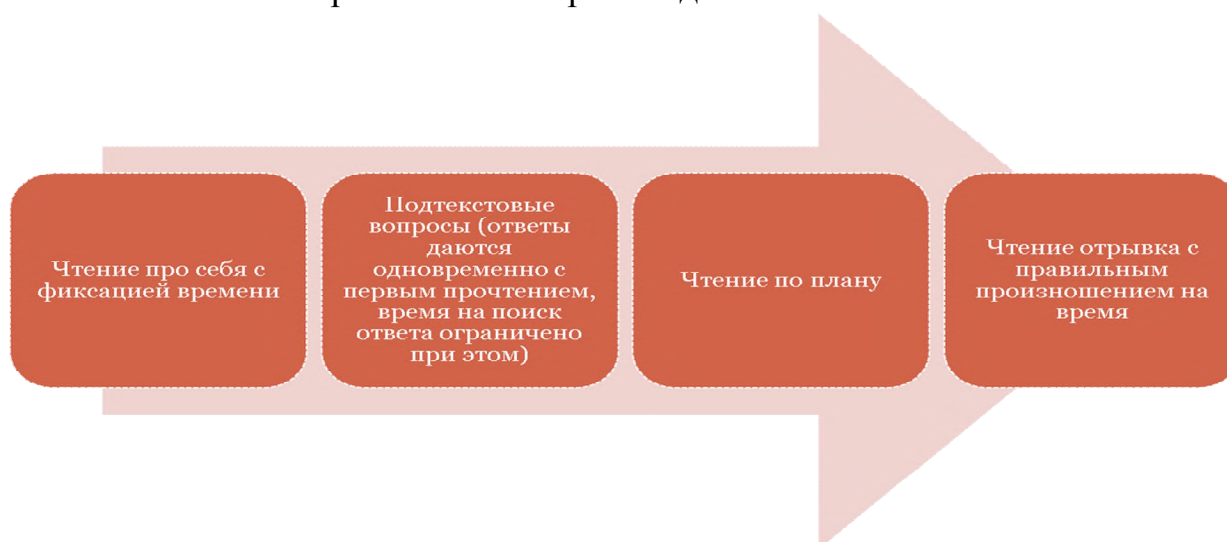 Чтение про себя с
фиксацией времени
Подтекстовые
вопросы (ответы
даются
одновременно с
первым прочтением,
время на поиск
ответа ограничено
при этом)
Чтение по плану
Чтение отрывка с
правильным
произношением на
время